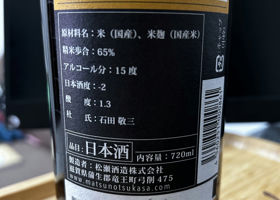 原材料名：米（国産）、米麹（国産米）
精米歩合：65%
アルコール分：15度
日本酒度：-2
酸　度：1.3
杜　氏：石田 敬三
品目：日本酒 内容量：720ml
製造者：松瀬酒造株式会社
滋賀県蒲生郡竜王町弓削475
www.matsunotsukasa.com